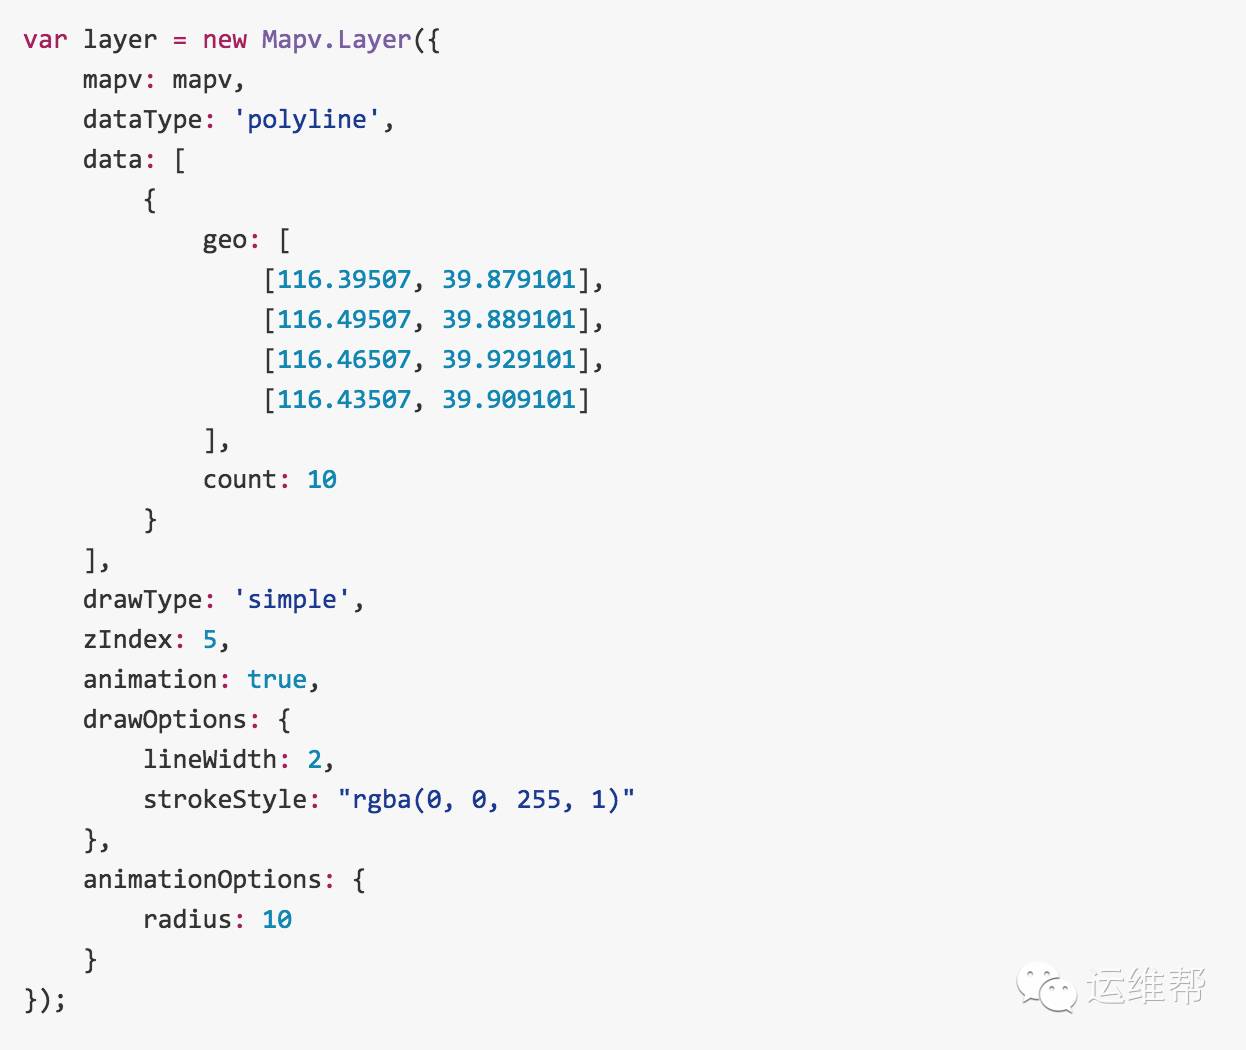 var layer = new Mapv.Layer({
    mapv: mapv,
    dataType: 'polyline',
    data: [
        {
            geo: [
                [116.39507, 39.879101],
                [116.49507, 39.889101],
                [116.46507, 39.929101],
                [116.43507, 39.909101]
            ],
            count: 10
        }
    ],
    drawType: 'simple',
    zIndex: 5,
    animation: true,
    drawOptions: {
        lineWidth: 2,
        strokeStyle: "rgba(0, 0, 255, 1)"
    },
    animationOptions: {
        radius: 10
    }
});
运维帮